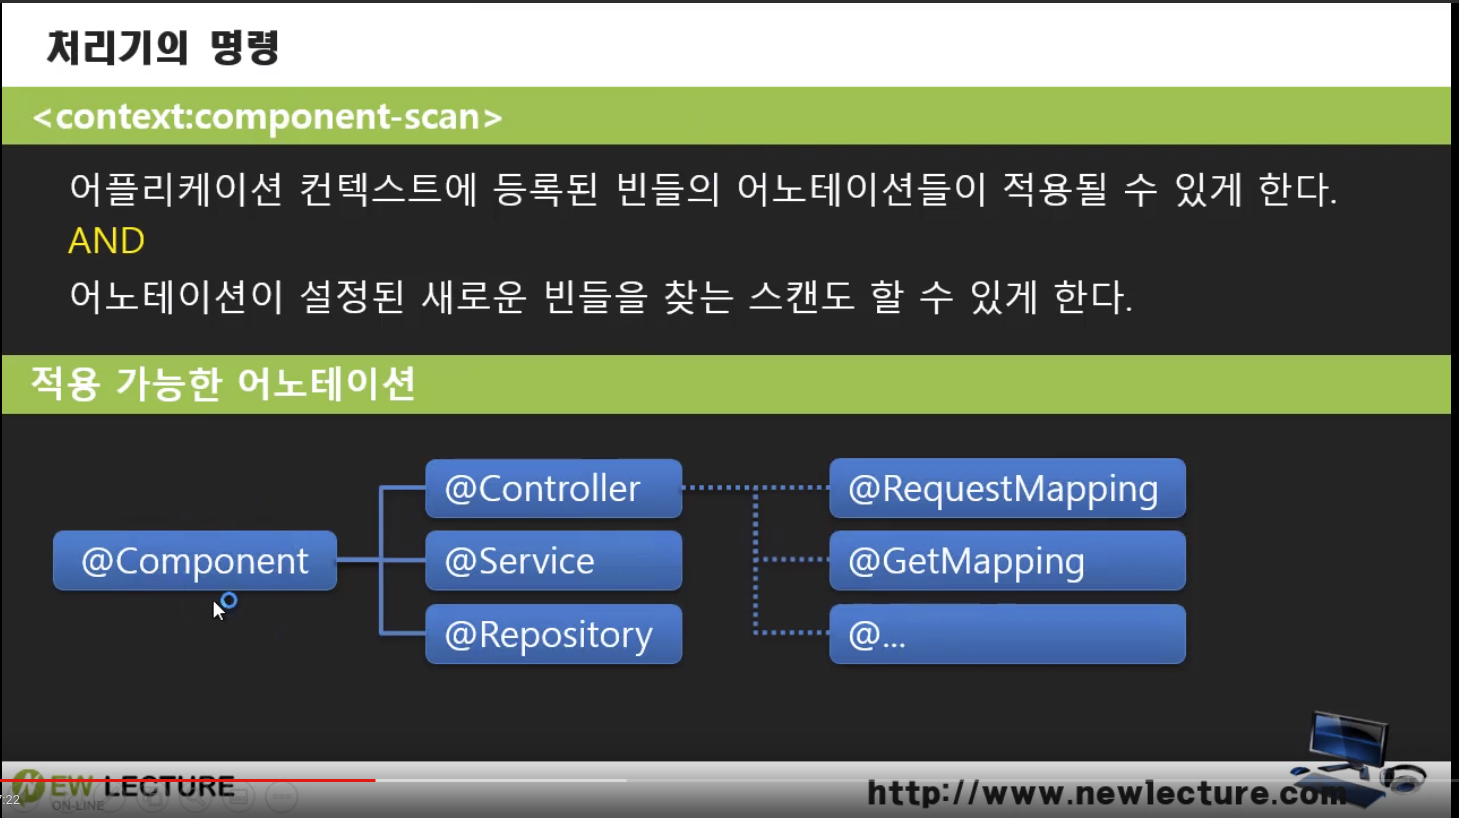 처리기의 명령
<context:component-scan>
어플리케이션 컨텍스트에 등록된 빈들의 어노테이션들이 적용될 수 있게 한다.
AND
어노테이션이 설정된 새로운 빈들을 찾는 스캔도 할 수 있게 한다.
적용 가능한 어노테이션
@Controller
@RequestMapping
@Component
@Service
@GetMapping
@Repository
@...
NEW LECTURE
ON-LINE
:22
http://www.newlecture.com